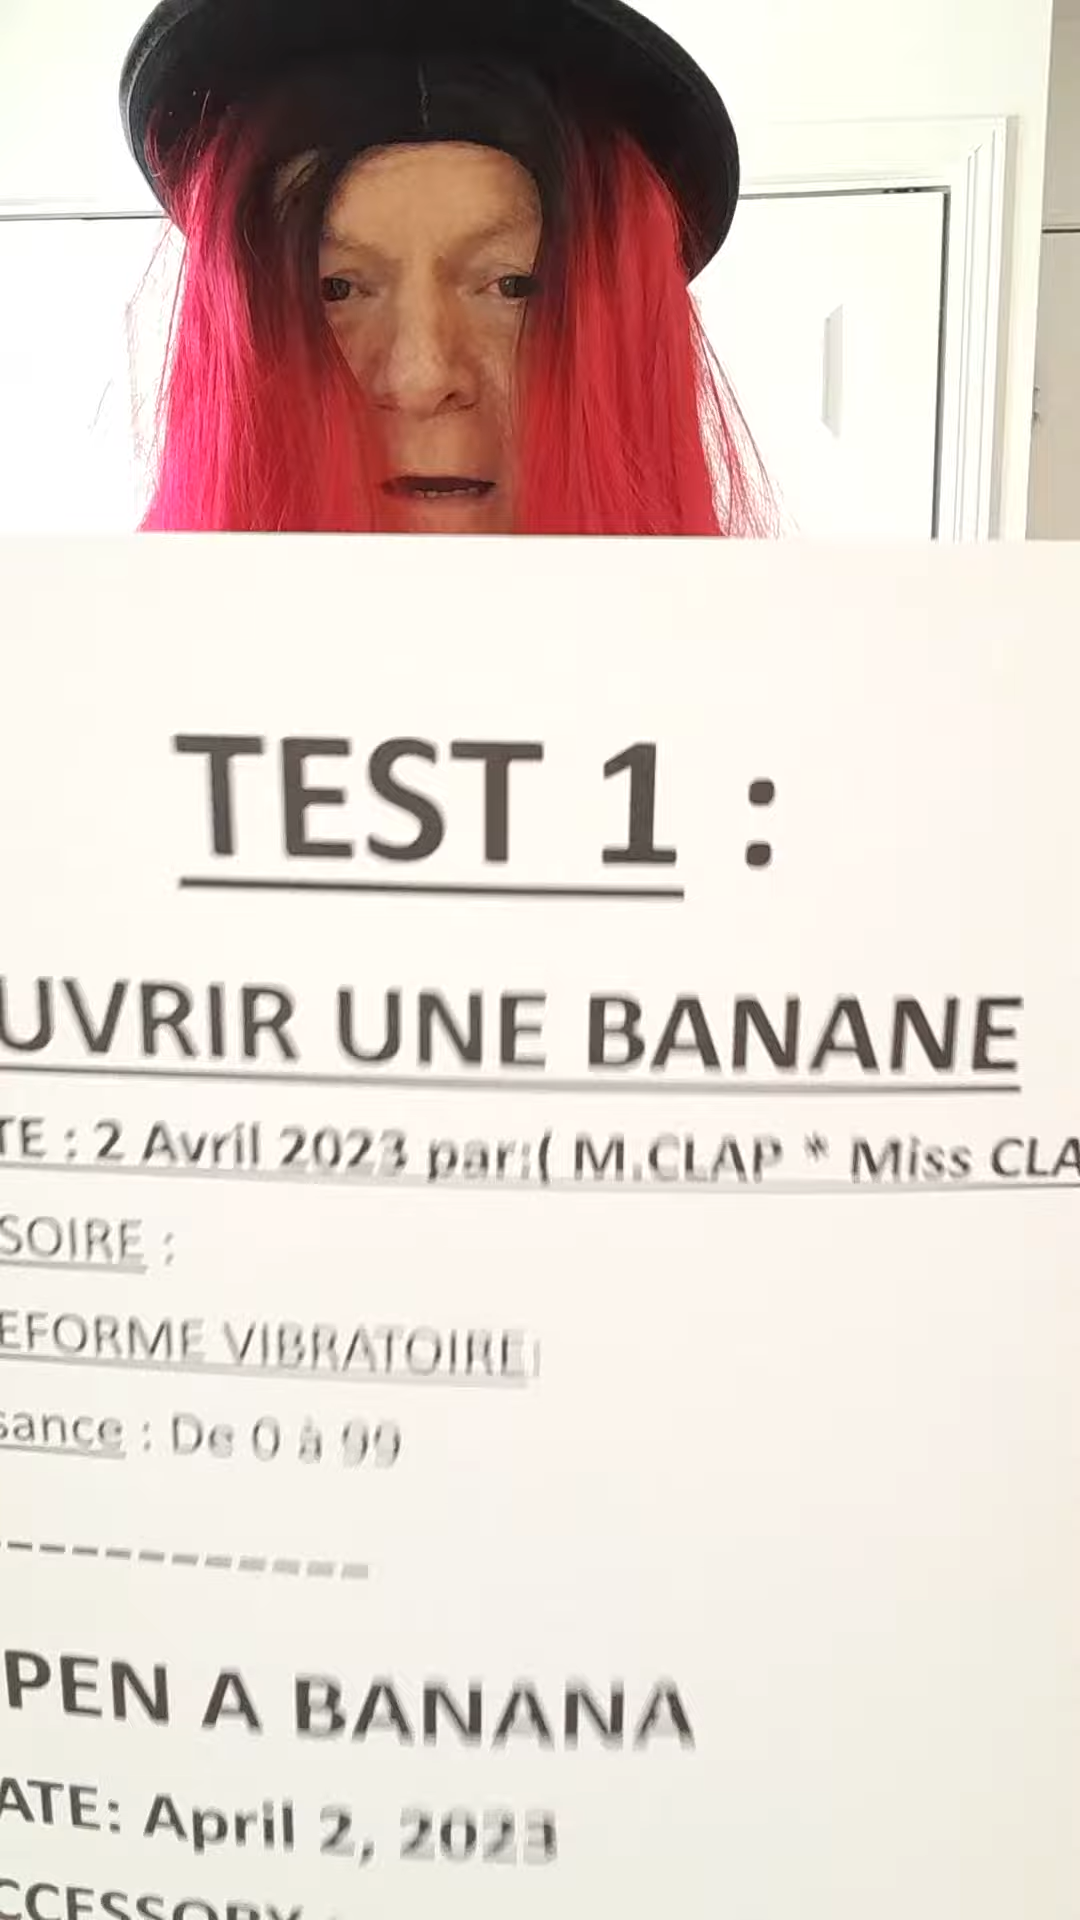 TEST 1 :
UVRIR UNE BANANE
TE : 2 Avril 2023 par:( M.CLAP * Miss CLA
SOIRE :
EFORME VIBRATOIRE
sance : De 0 à 99
------------
PEN A BANANA
ATE: April 2, 2023
CCESSORY :